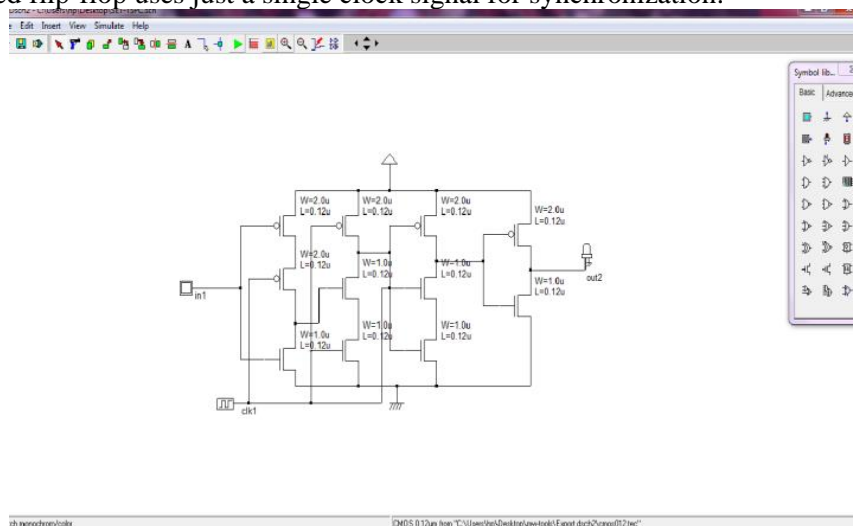 ed flip flop uses just a single clock signal for synchronization.
Edit Insert View Simulate Help
Symbol lib...
Basic Advance
W=2.0u
L=0.12u
W=2.0u
L=0.12u
W=2.0u
L=0.12u
W=2.0u
L=0.12u
W=2.0u
L=0.12u
W=1.0u
L=0.12u
W=1.0u
L=0.12u
W=1.0u
L=0.12u
out2
in1
W=1.0u
L=0.12u
W=1.0u
L=0.12u
W=1.0u
L=0.12u
clk1